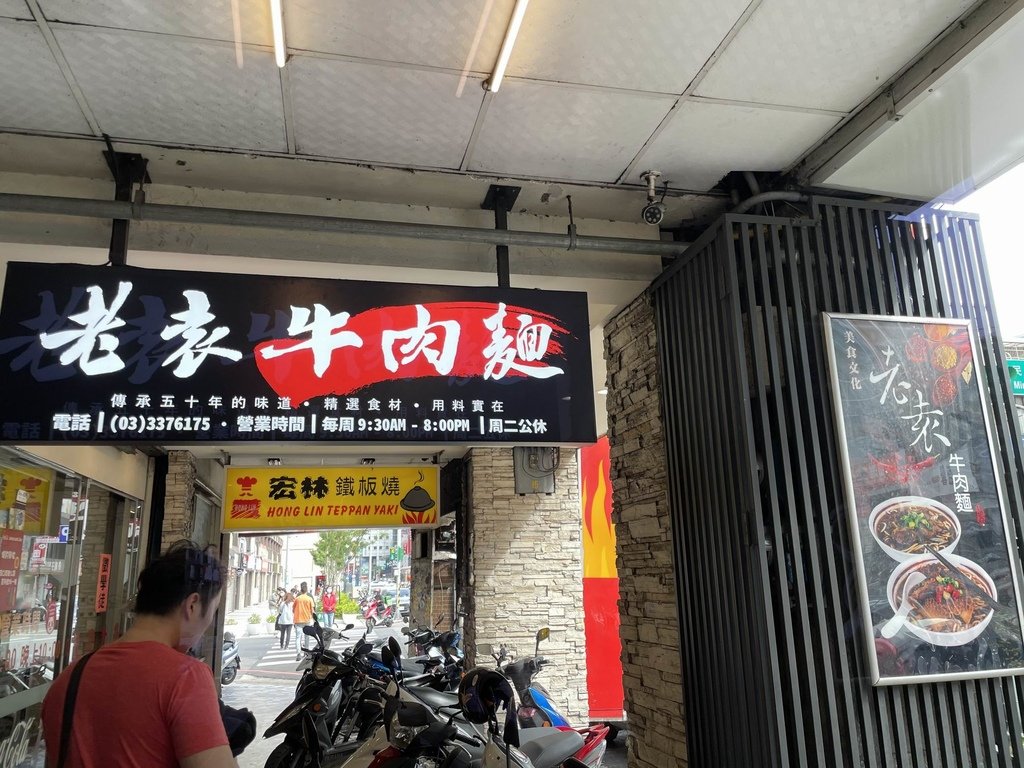 老袁牛肉麵
傳承五十年的味道 • 精選食材 • 用料實在
電話 | (03)3376175 • 營業時間 | 每周 9:30AM - 8:00PM | 周二公休
宏林 鐵板燒
HONG LIN TEPPAN YAKI
美食文化
老袁
牛肉麵